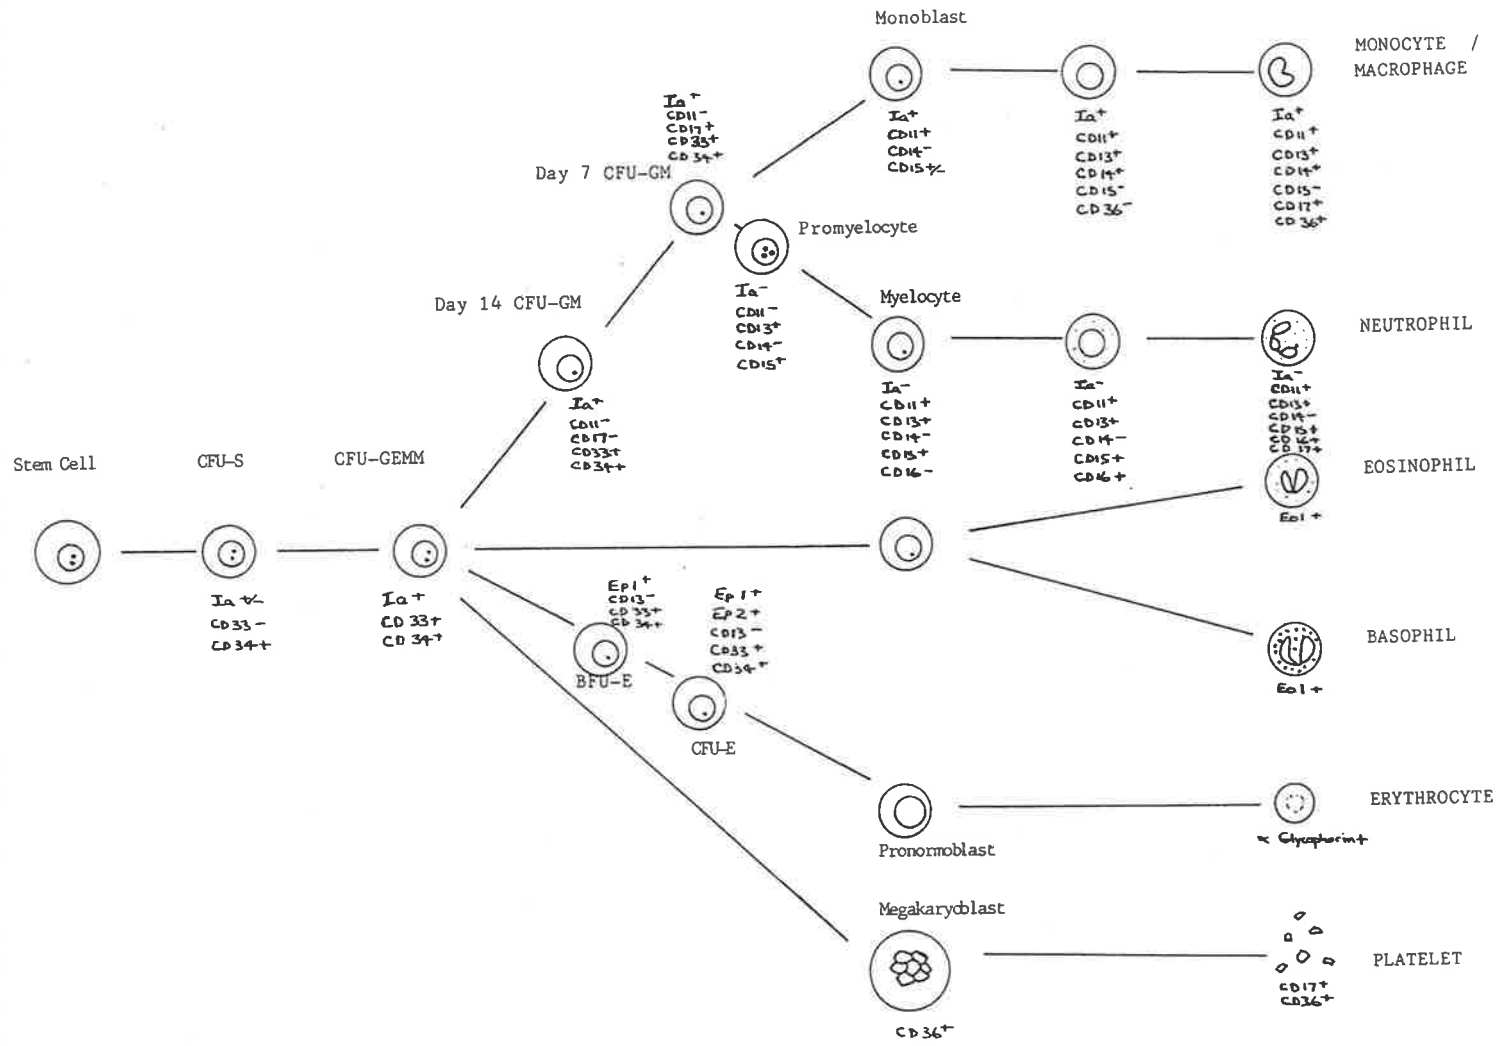 Monoblast
MONOCYTE /
MACROPHAGE
Ia+
CD11+
CD14-
CD15+/-
Ia+
CD11+
CD13+
CD14+
CD15-
CD36-
Ia+
CD11+
CD13+
CD14+
CD15-
CD17+
CD36+
Ia+
CD11-
CD17+
CD33+
CD34+
Day 7 CFU-GM
Promyelocyte
Ia-
CD11-
CD13+
CD14-
CD15+
Day 14 CFU-GM
Ia+
CD11-
CD17-
CD33+
CD34+
Myelocyte
NEUTROPHIL
Ia-
CD11+
CD13+
CD14-
CD15+
CD16-
Ia-
CD11+
CD13+
CD14-
CD15+
CD16+
Ia-
CD11+
CD13+
CD14-
CD15+
CD16+
CD17+
Stem Cell
CFU-S
CFU-GEMM
EOSINOPHIL
Eo1+
Ia +/-
CD33-
CD34+
Ia+
CD33+
CD34+
Ep1+
CD13-
CD33+
CD34+
BFU-E
Ep1+
Ep2+
CD13-
CD33+
CD34+
CFU-E
BASOPHIL
Eo1+
Pronormoblast
ERYTHROCYTE
Glycophorin+
Megakaryoblast
CD36+
PLATELET
CD17+
CD36+